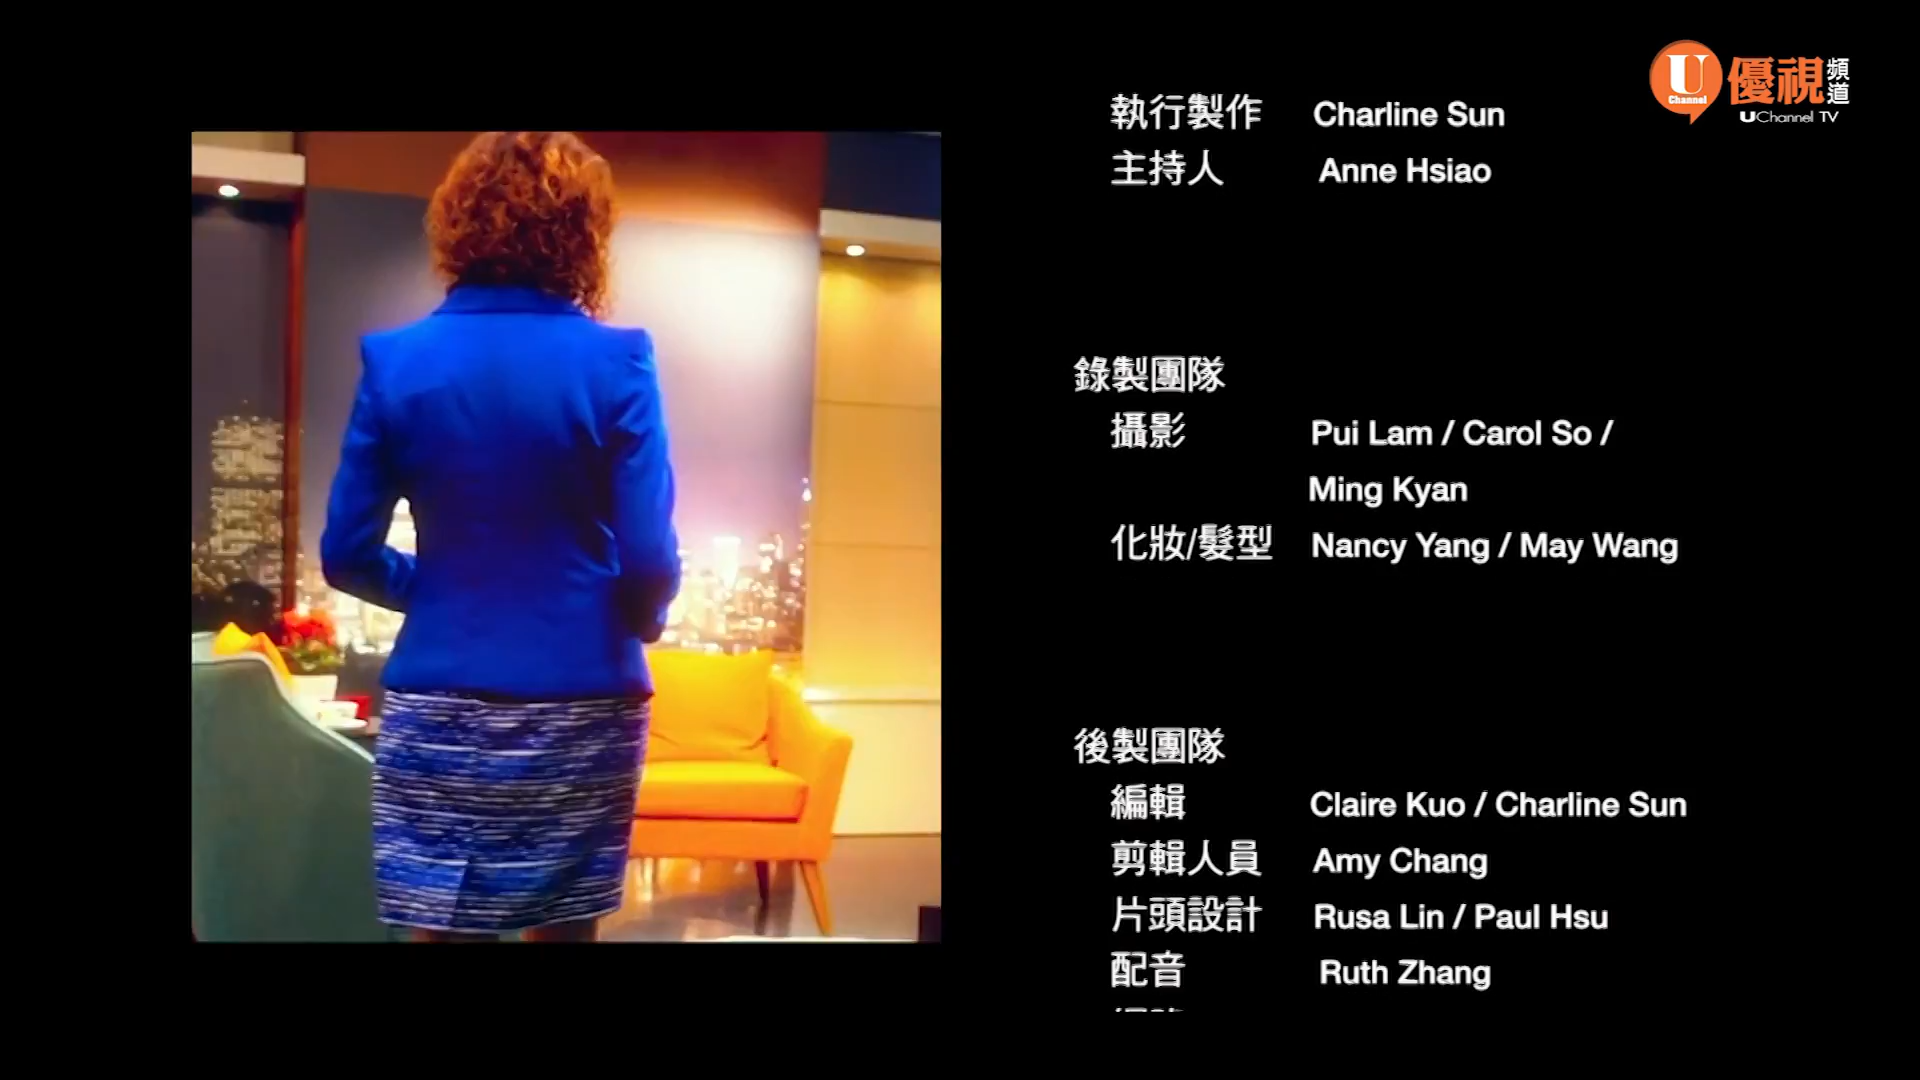 U Channel 優視頻道
UChannel TV
執行製作 Charline Sun
主持人 Anne Hsiao
錄製團隊
攝影 Pui Lam / Carol So /
Ming Kyan
化妝/髮型 Nancy Yang / May Wang
後製團隊
編輯 Claire Kuo / Charline Sun
剪輯人員 Amy Chang
片頭設計 Rusa Lin / Paul Hsu
配音 Ruth Zhang